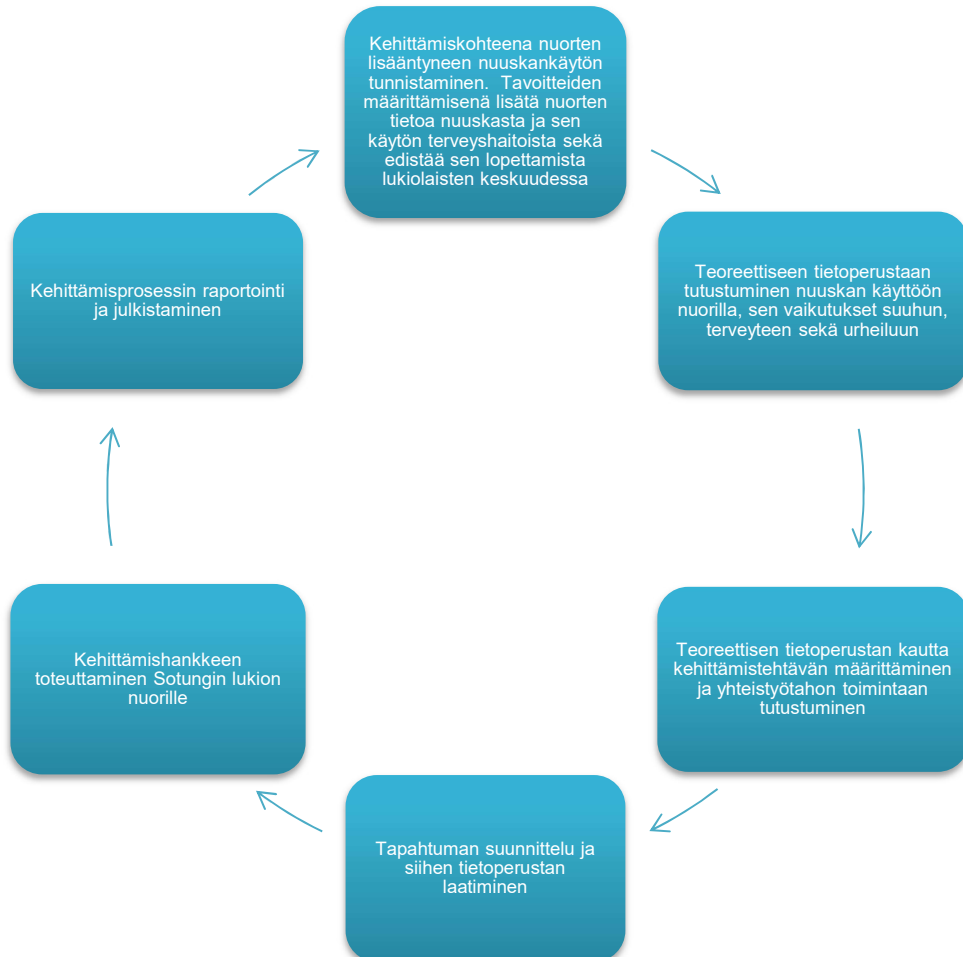 Kehittämiskohteena nuorten
lisääntyneen nuuskankäytön
tunnistaminen. Tavoitteiden
määrittämisenä lisätä nuorten
tietoa nuuskasta ja sen
käytön terveyshaitoista sekä
edistää sen lopettamista
lukiolaisten keskuudessa
Teoreettiseen tietoperustaan
tutustuminen nuuskan käyttöön
nuorilla, sen vaikutukset suuhun,
terveyteen sekä urheiluun
Teoreettisen tietoperustan kautta
kehittämistehtävän määrittäminen
ja yhteistyötahon toimintaan
tutustuminen
Tapahtuman suunnittelu ja
siihen tietoperustan
laatiminen
Kehittämishankkeen
toteuttaminen Sotungin lukion
nuorille
Kehittämisprosessin raportointi
ja julkistaminen